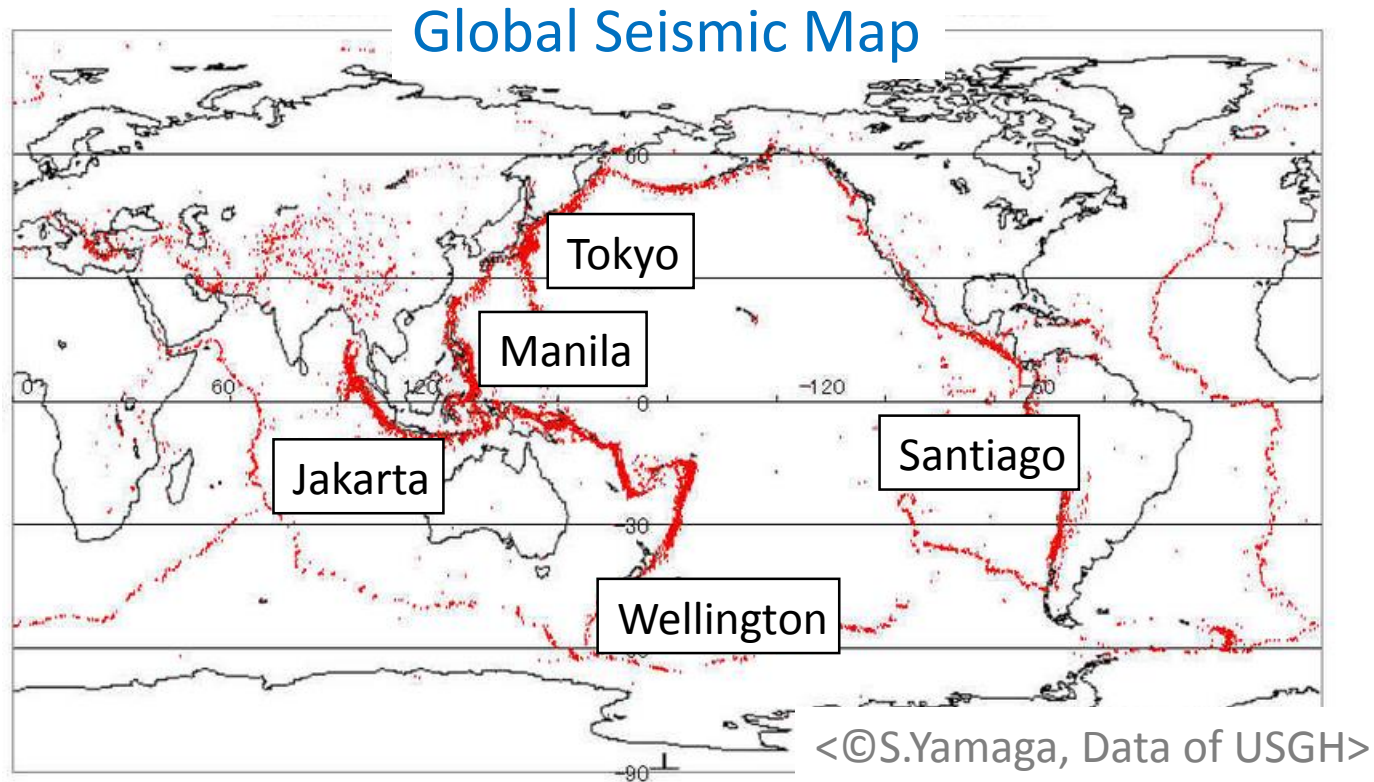 Global Seismic Map
60
Tokyo
Manila
0 60 120 0 -120 -60
Jakarta
Santiago
-30
Wellington
<©S.Yamaga, Data of USGH>
-90